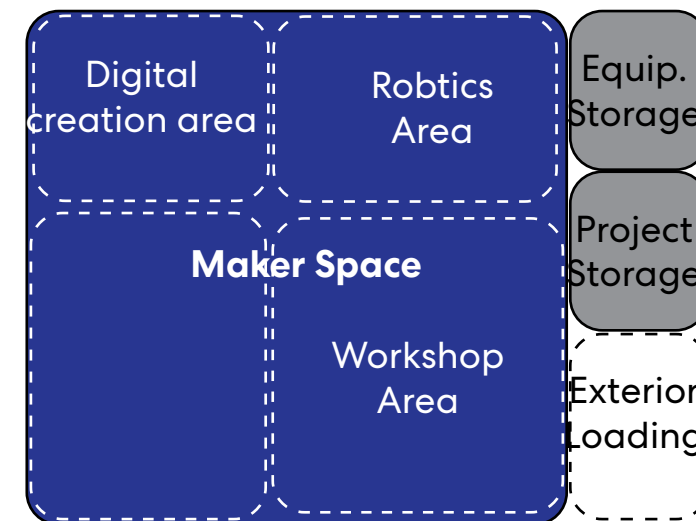 Digital
creation area
Robtics
Area
Equip.
Storage
Project
Storage
Maker Space
Workshop
Area
Exterior
Loading